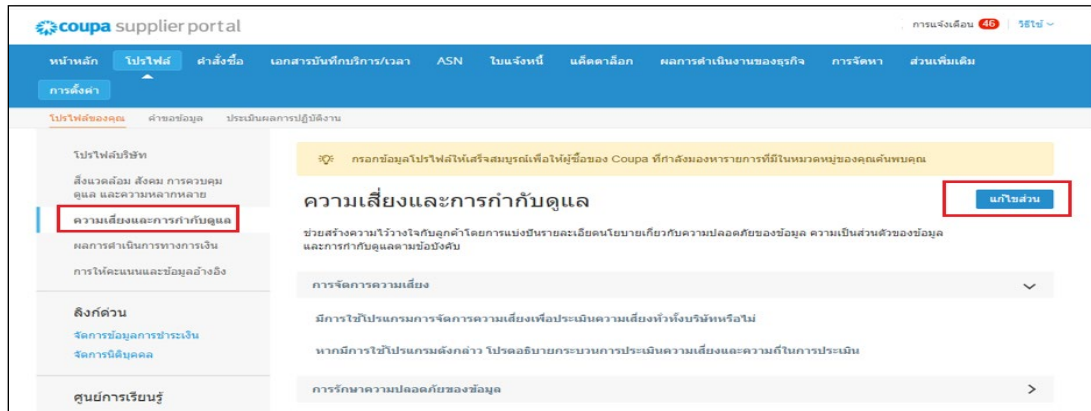 coupa supplier portal
การแจ้งเตือน 46 วิธีใช้
หน้าหลัก โปรไฟล์ คำสั่งซื้อ เอกสารบันทึกบริการ/เวลา ASN ใบแจ้งหนี้ แค็ตตาล็อก ผลการดำเนินงานของธุรกิจ การจัดหา ส่วนเพิ่มเติม
การตั้งค่า
โปรไฟล์ของคุณ คำขอข้อมูล ประเมินผลการปฏิบัติงาน
โปรไฟล์บริษัท
สิ่งแวดล้อม สังคม การควบคุม
ดูแล และความหลากหลาย
ความเสี่ยงและการกำกับดูแล
ผลการดำเนินการทางการเงิน
การให้คะแนนและข้อมูลอ้างอิง
ลิงก์ด่วน
จัดการข้อมูลการชำระเงิน
จัดการนิติบุคคล
ศูนย์การเรียนรู้
กรอกข้อมูลโปรไฟล์ให้เสร็จสมบูรณ์เพื่อให้ผู้ซื้อของ Coupa ที่กำลังมองหารายการที่มีในหมวดหมู่ของคุณค้นพบคุณ
ความเสี่ยงและการกำกับดูแล
แก้ไขส่วน
ช่วยสร้างความไว้วางใจกับลูกค้าโดยการแบ่งปันรายละเอียดนโยบายเกี่ยวกับความปลอดภัยของข้อมูล ความเป็นส่วนตัวของข้อมูล
และการกำกับดูแลตามข้อบังคับ
การจัดการความเสี่ยง
มีการใช้โปรแกรมการจัดการความเสี่ยงเพื่อประเมินความเสี่ยงทั่วทั้งบริษัทหรือไม่
หากมีการใช้โปรแกรมดังกล่าว โปรดอธิบายกระบวนการประเมินความเสี่ยงและความถี่ในการประเมิน
การรักษาความปลอดภัยของข้อมูล